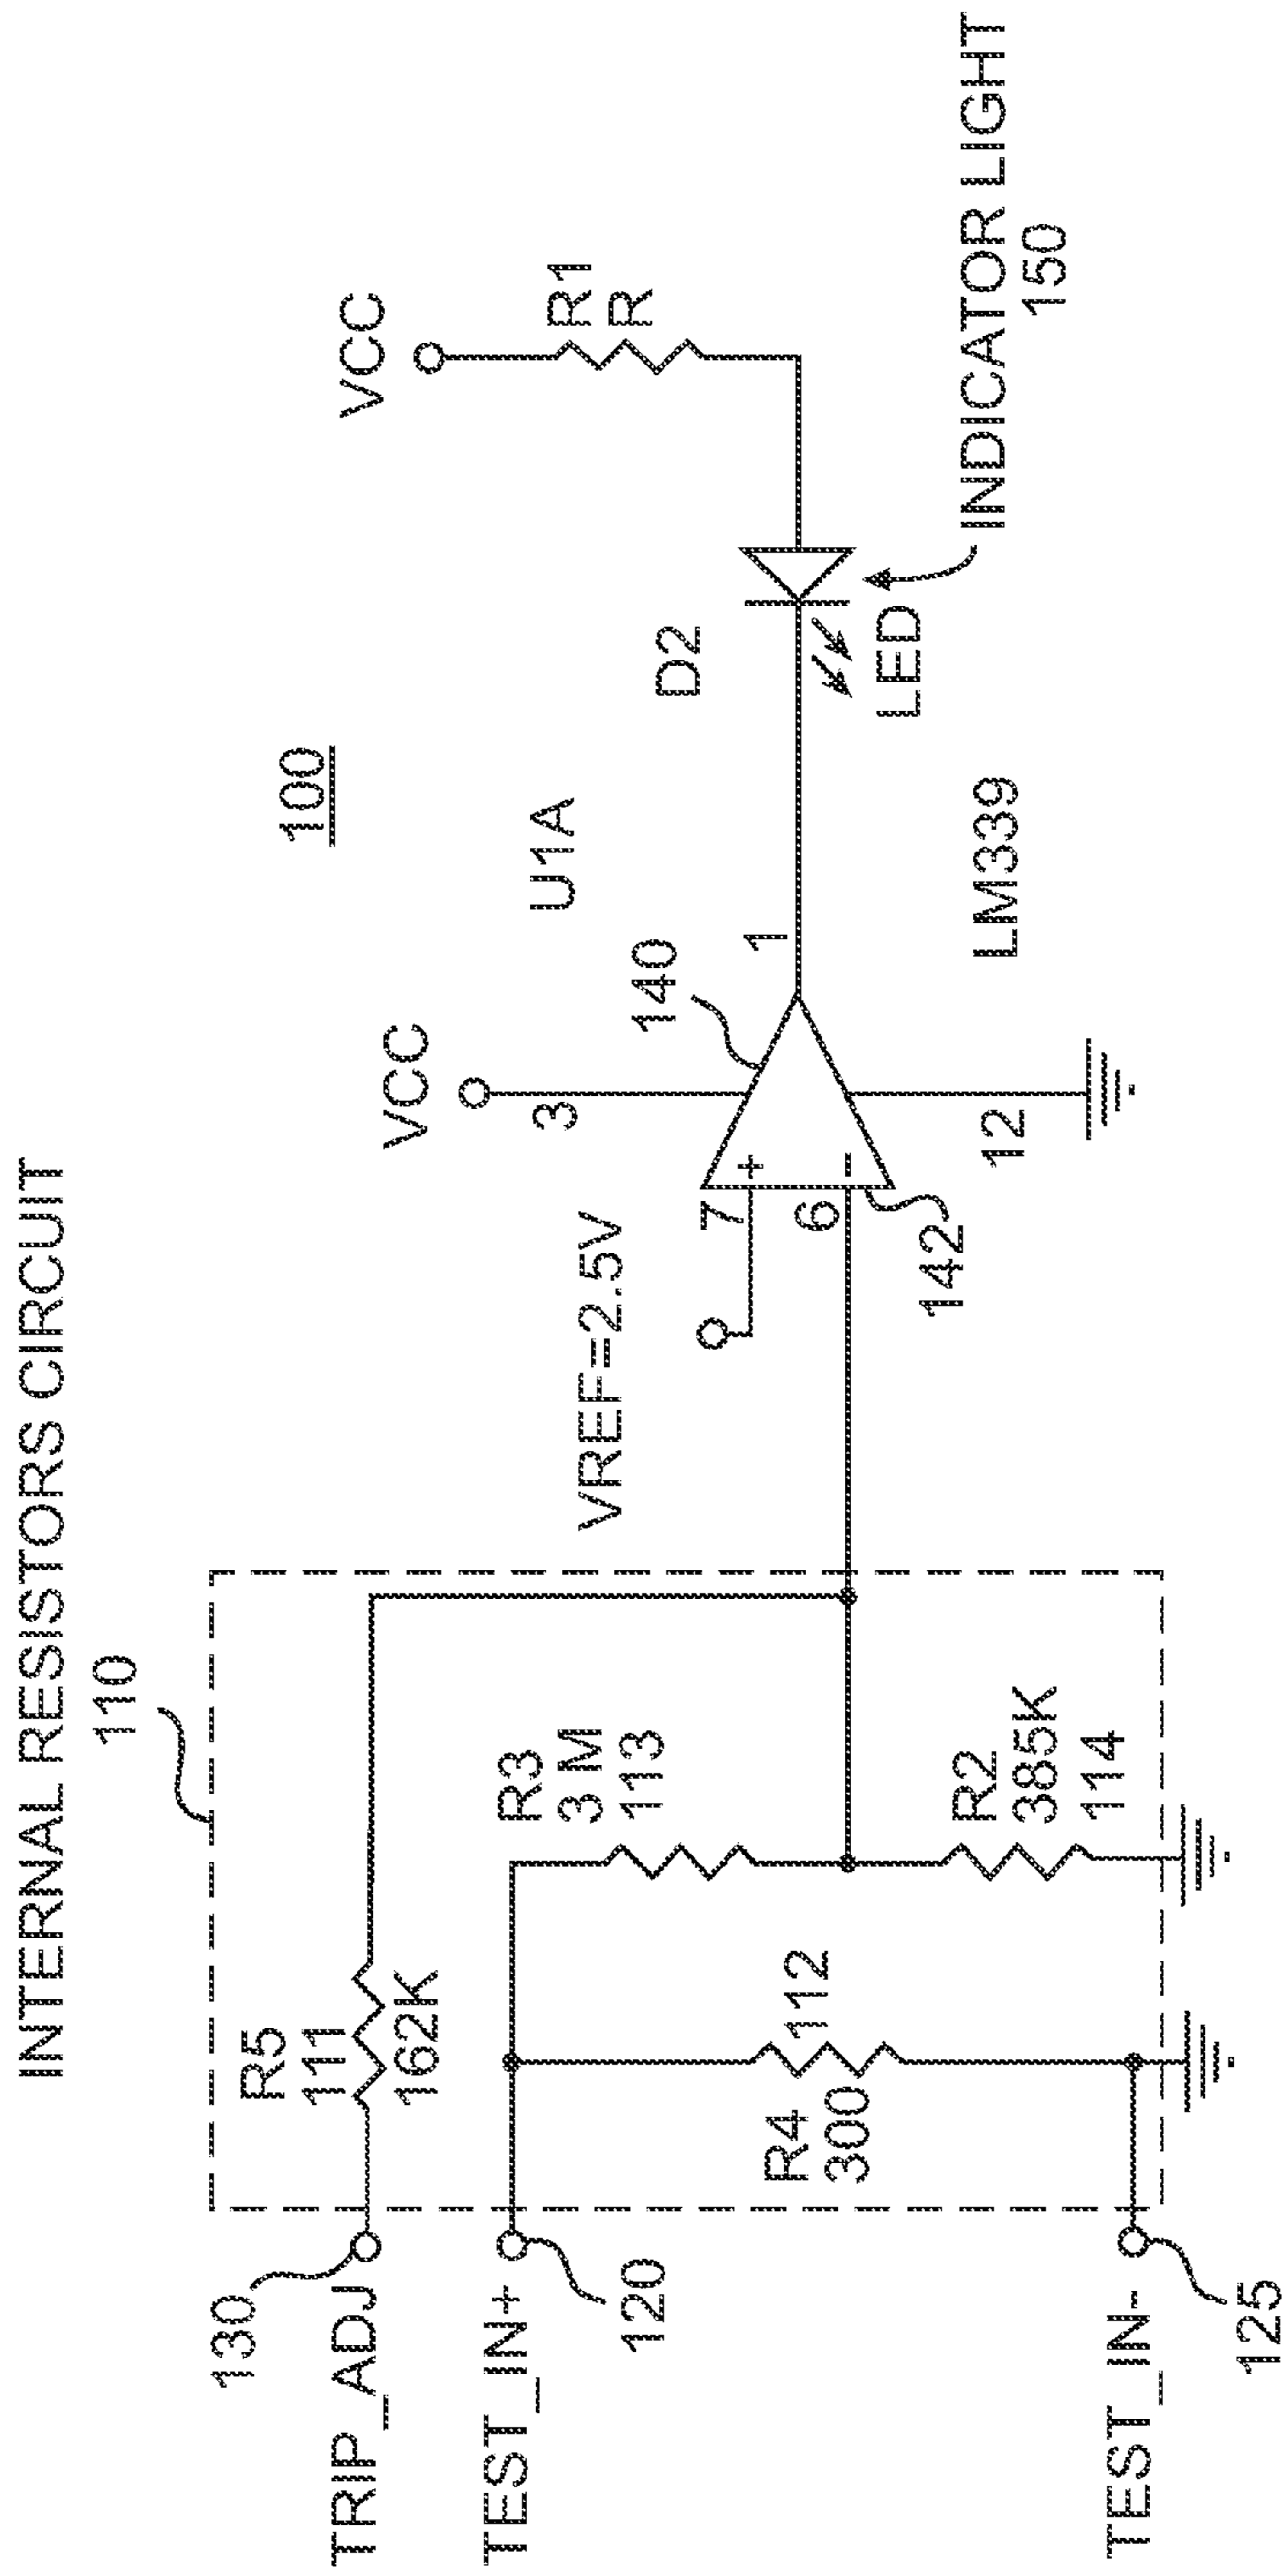 INTERNAL RESISTORS CIRCUIT
110
100
130
TRIP_ADJ
R5
111
162K
TEST_IN+
120
R4
300
112
R3
3 M
113
R2
385K
114
TEST_IN-
125
VREF=2.5V
VCC
3
7
+
6
-
142
12
140
U1A
1
LM339
D2
LED
VCC
R1
R
INDICATOR LIGHT
150